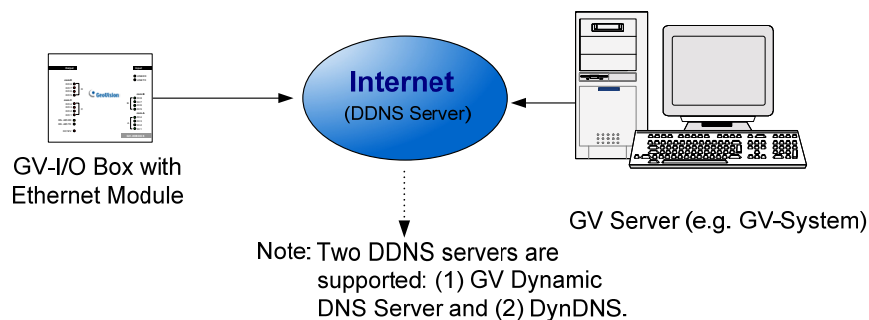 GeoVision
Internet
(DDNS Server)
GV-I/O Box with
Ethernet Module
GV Server (e.g. GV-System)
Note: Two DDNS servers are
supported: (1) GV Dynamic
DNS Server and (2) DynDNS.